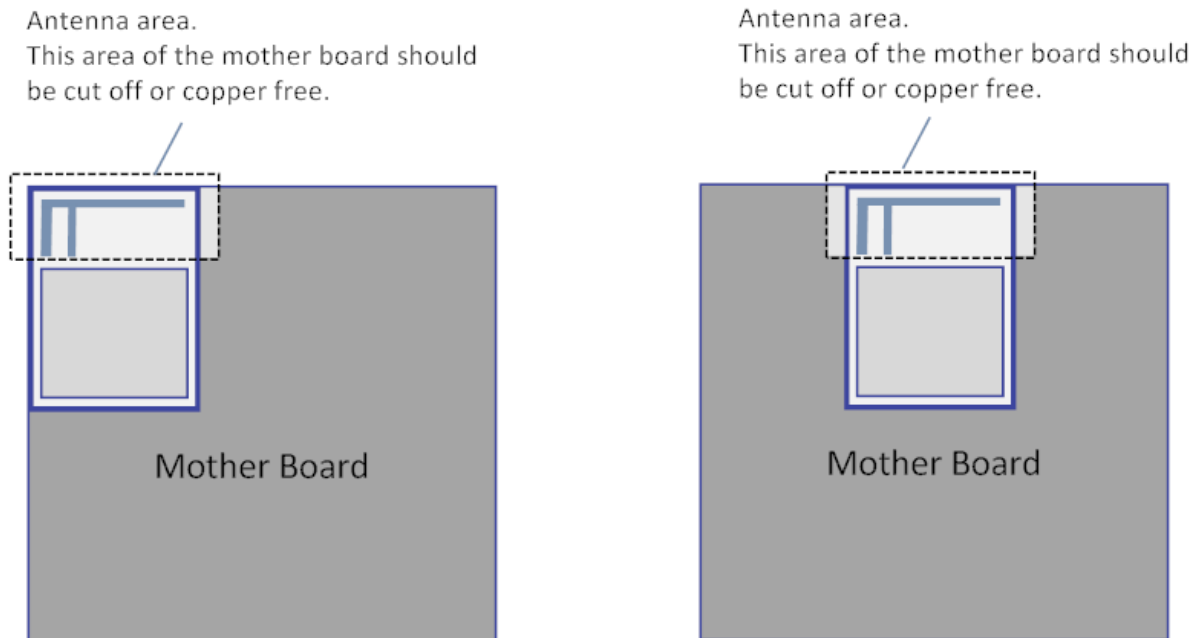 Antenna area.
This area of the mother board should
be cut off or copper free.
Mother Board
Antenna area.
This area of the mother board should
be cut off or copper free.
Mother Board